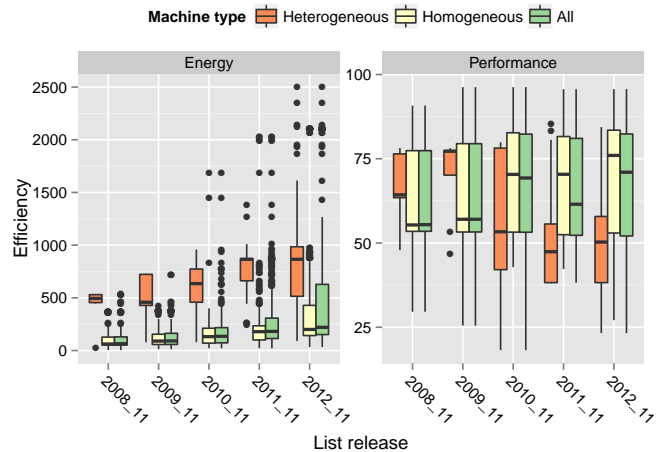 Machine type Heterogeneous Homogeneous All
Energy Performance
Efficiency
2500
2000
1500
1000
500
0
100
75
50
25
2008_11 2009_11 2010_11 2011_11 2012_11
2008_11 2009_11 2010_11 2011_11 2012_11
List release